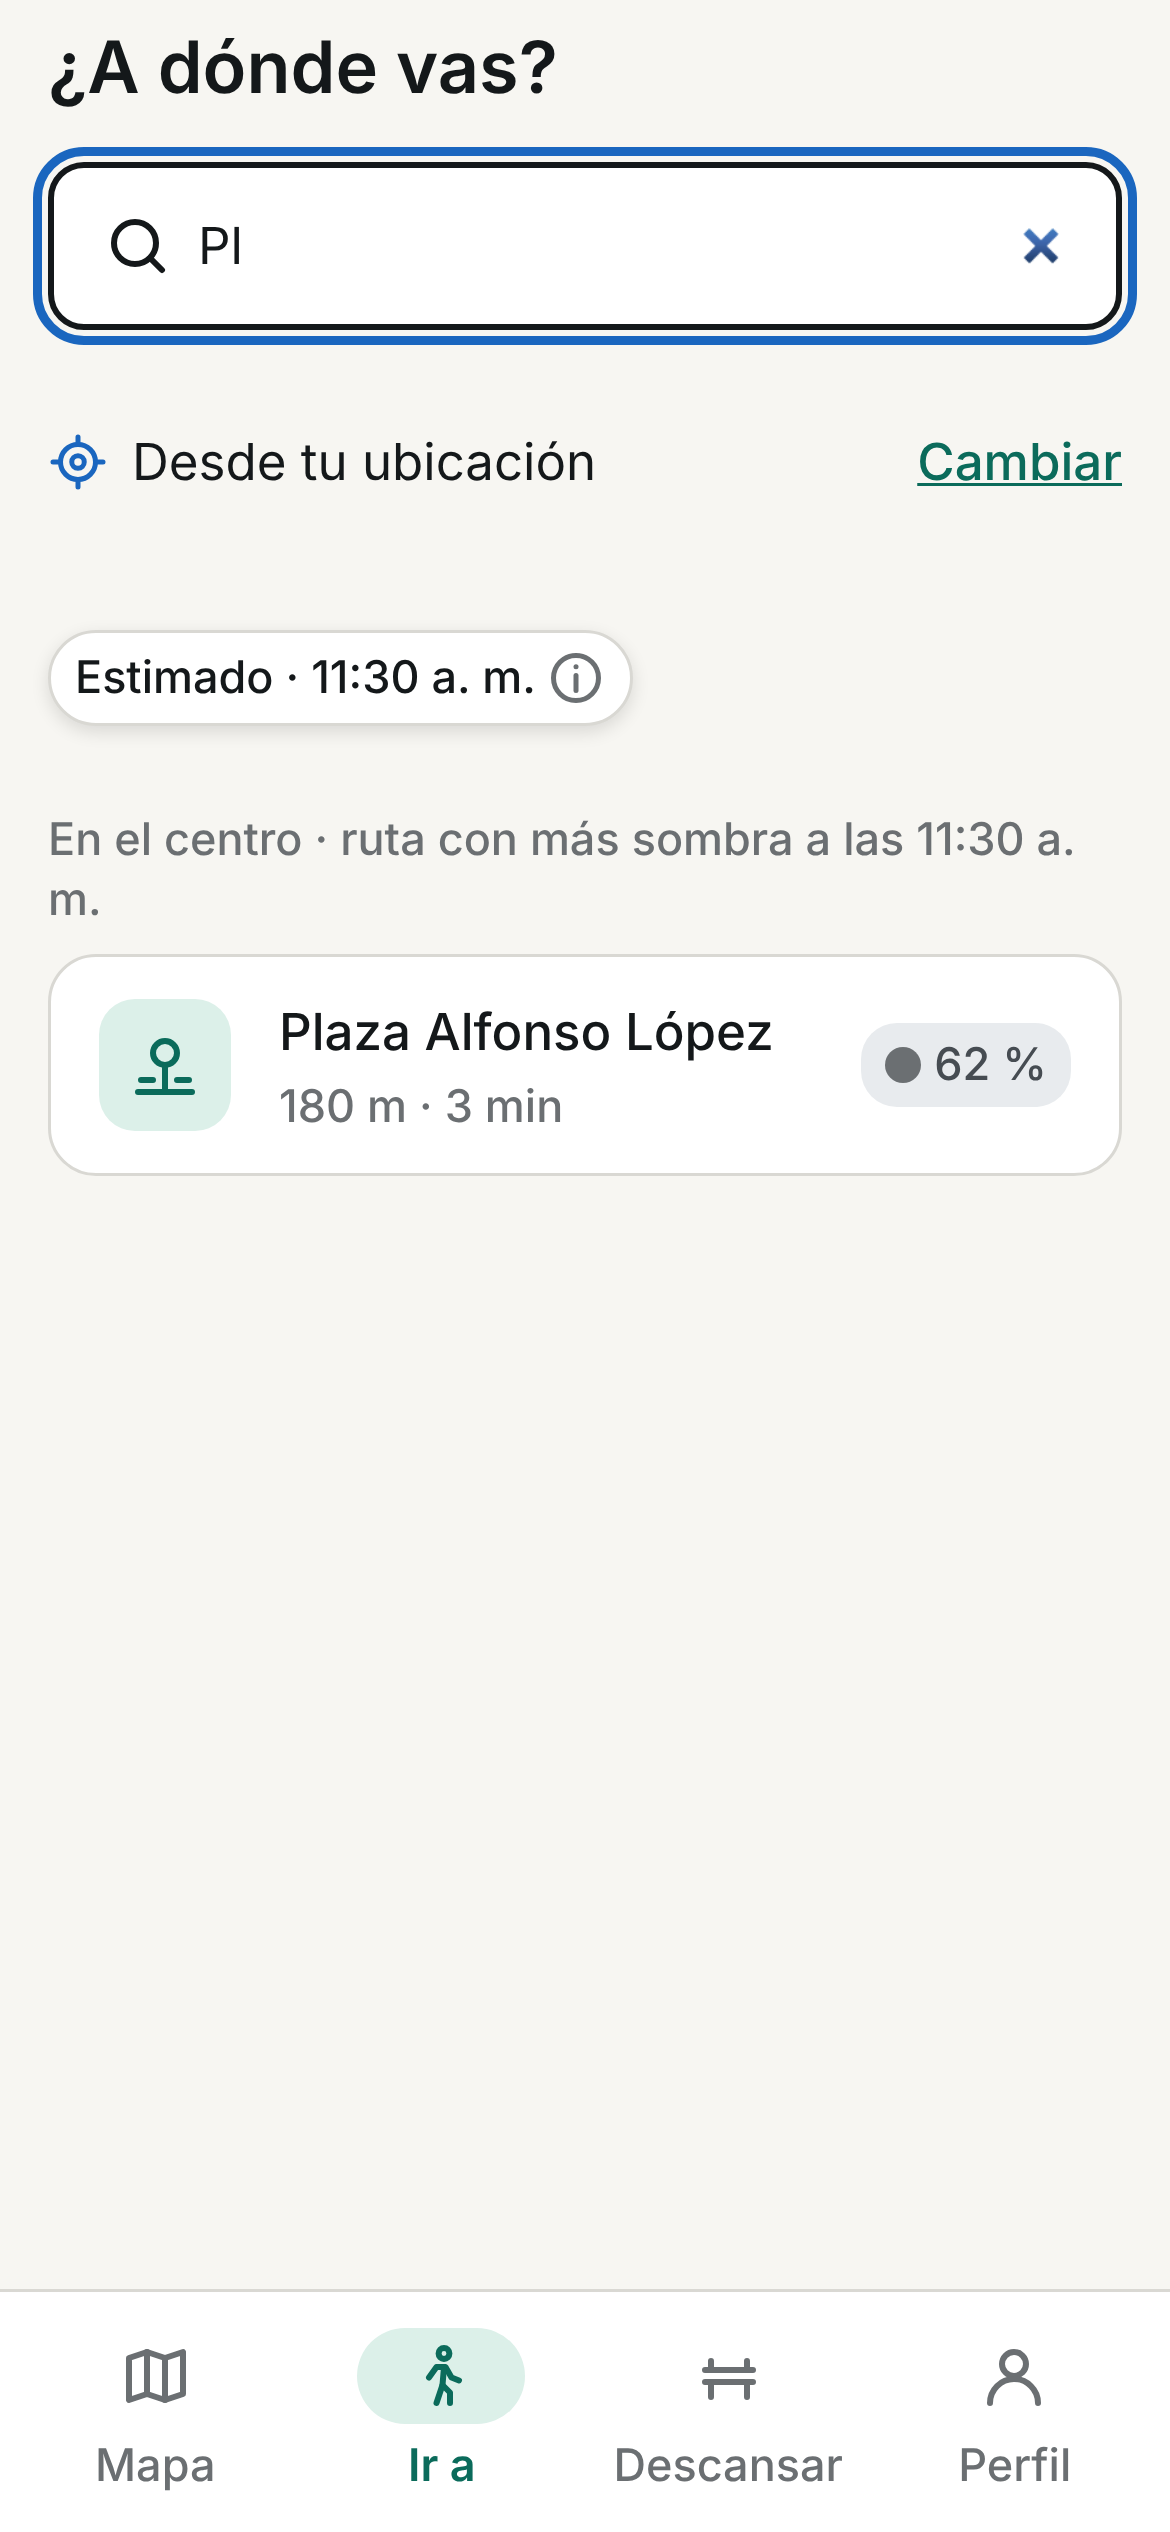 ¿A dónde vas?
Pl
Desde tu ubicación
Cambiar
Estimado · 11:30 a. m.
En el centro · ruta con más sombra a las 11:30 a.
m.
Plaza Alfonso López
180 m · 3 min
62 %
Mapa
Ir a
Descansar
Perfil